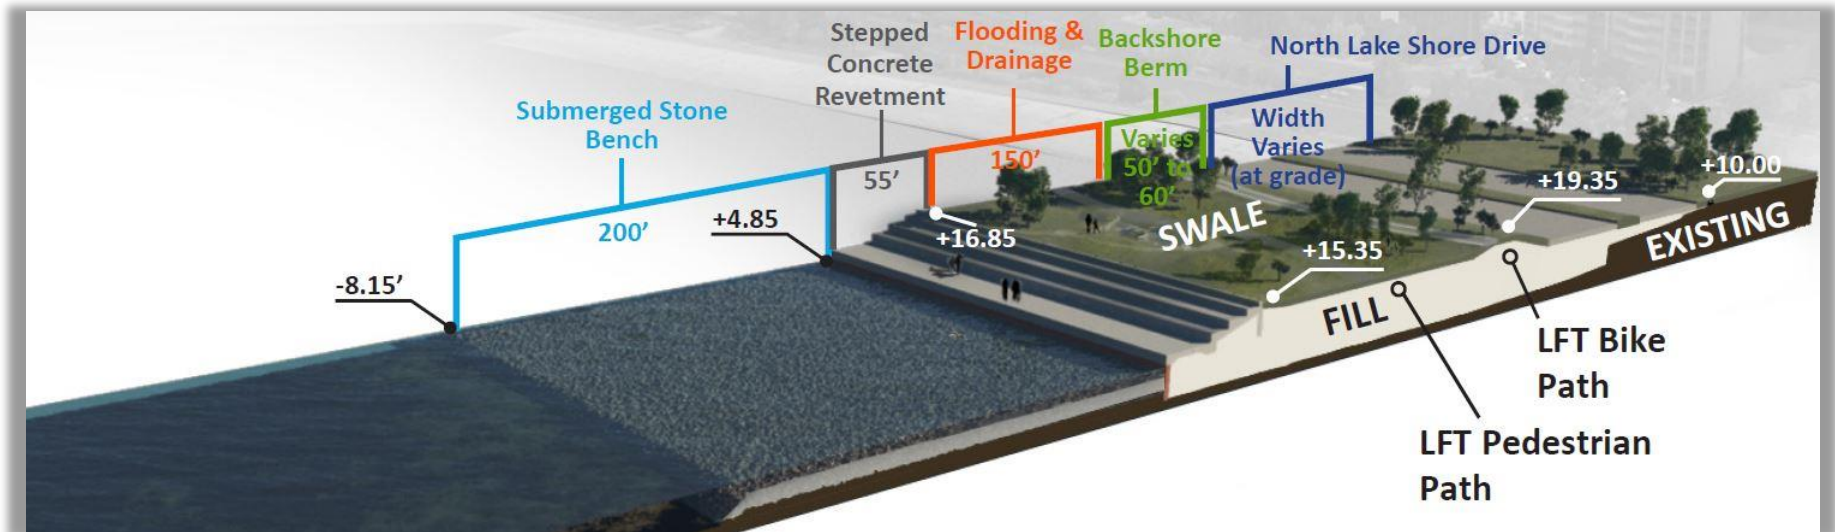 Submerged Stone
Bench
200’
-8.15’
+4.85
Stepped
Concrete
Revetment
55’
Flooding &
Drainage
150’
+16.85
Backshore
Berm
Varies
50’ to
60’
North Lake Shore Drive
Width
Varies
(at grade)
SWALE
+15.35
+19.35
+10.00
FILL
EXISTING
LFT Bike
Path
LFT Pedestrian
Path